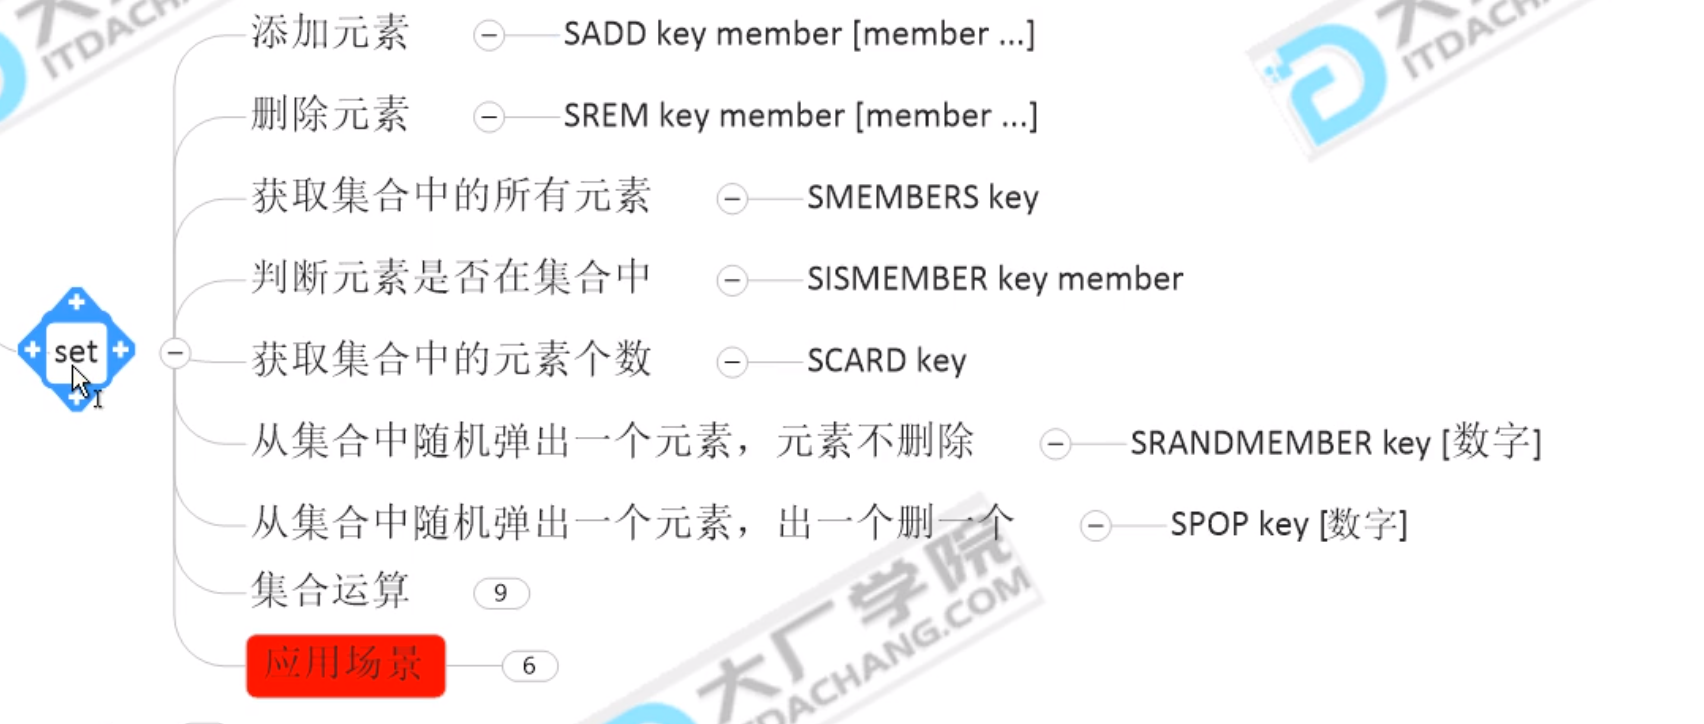 添加元素 SADD key member [member ...]
删除元素 SREM key member [member ...]
获取集合中的所有元素 SMEMBERS key
判断元素是否在集合中 SISMEMBER key member
set
获取集合中的元素个数 SCARD key
从集合中随机弹出一个元素，元素不删除 SRANDMEMBER key [数字]
从集合中随机弹出一个元素，出一个删一个 SPOP key [数字]
集合运算 9
应用场景 6
大厂学院
ITDACHANG.COM